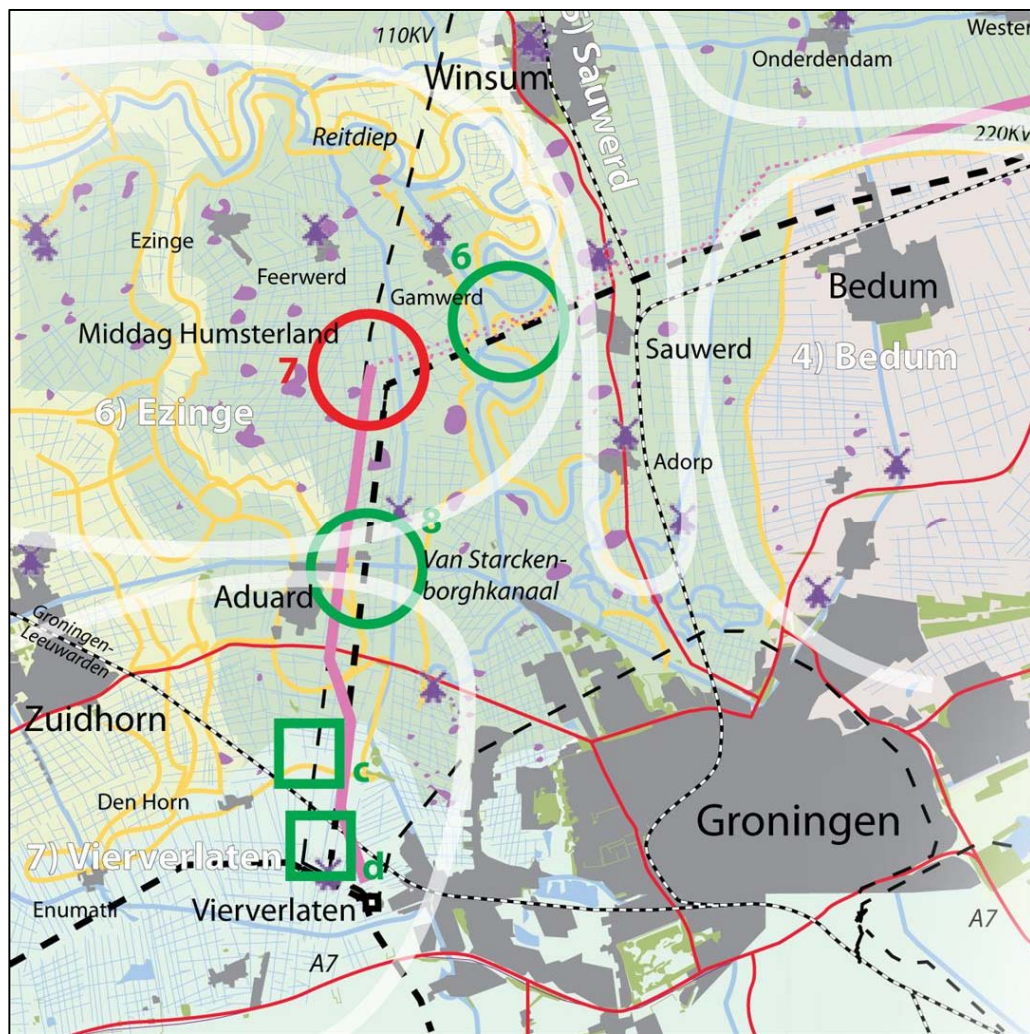 110KV
Winsum
5) Sauwerd
Wester
Onderdendam
220KV
Reitdiep
Ezinge
Feerwerd
6
Gamwerd
Bedum
Middag Humsterland
7
Sauwerd
4) Bedum
6) Ezinge
Adorp
8
Van Starcken-
borghkanaal
Aduard
Groningen-
Leeuwarden
Zuidhorn
c
Den Horn
Groningen
7) Vierverlaten
d
Enumatil
Vierverlaten
A7
A7